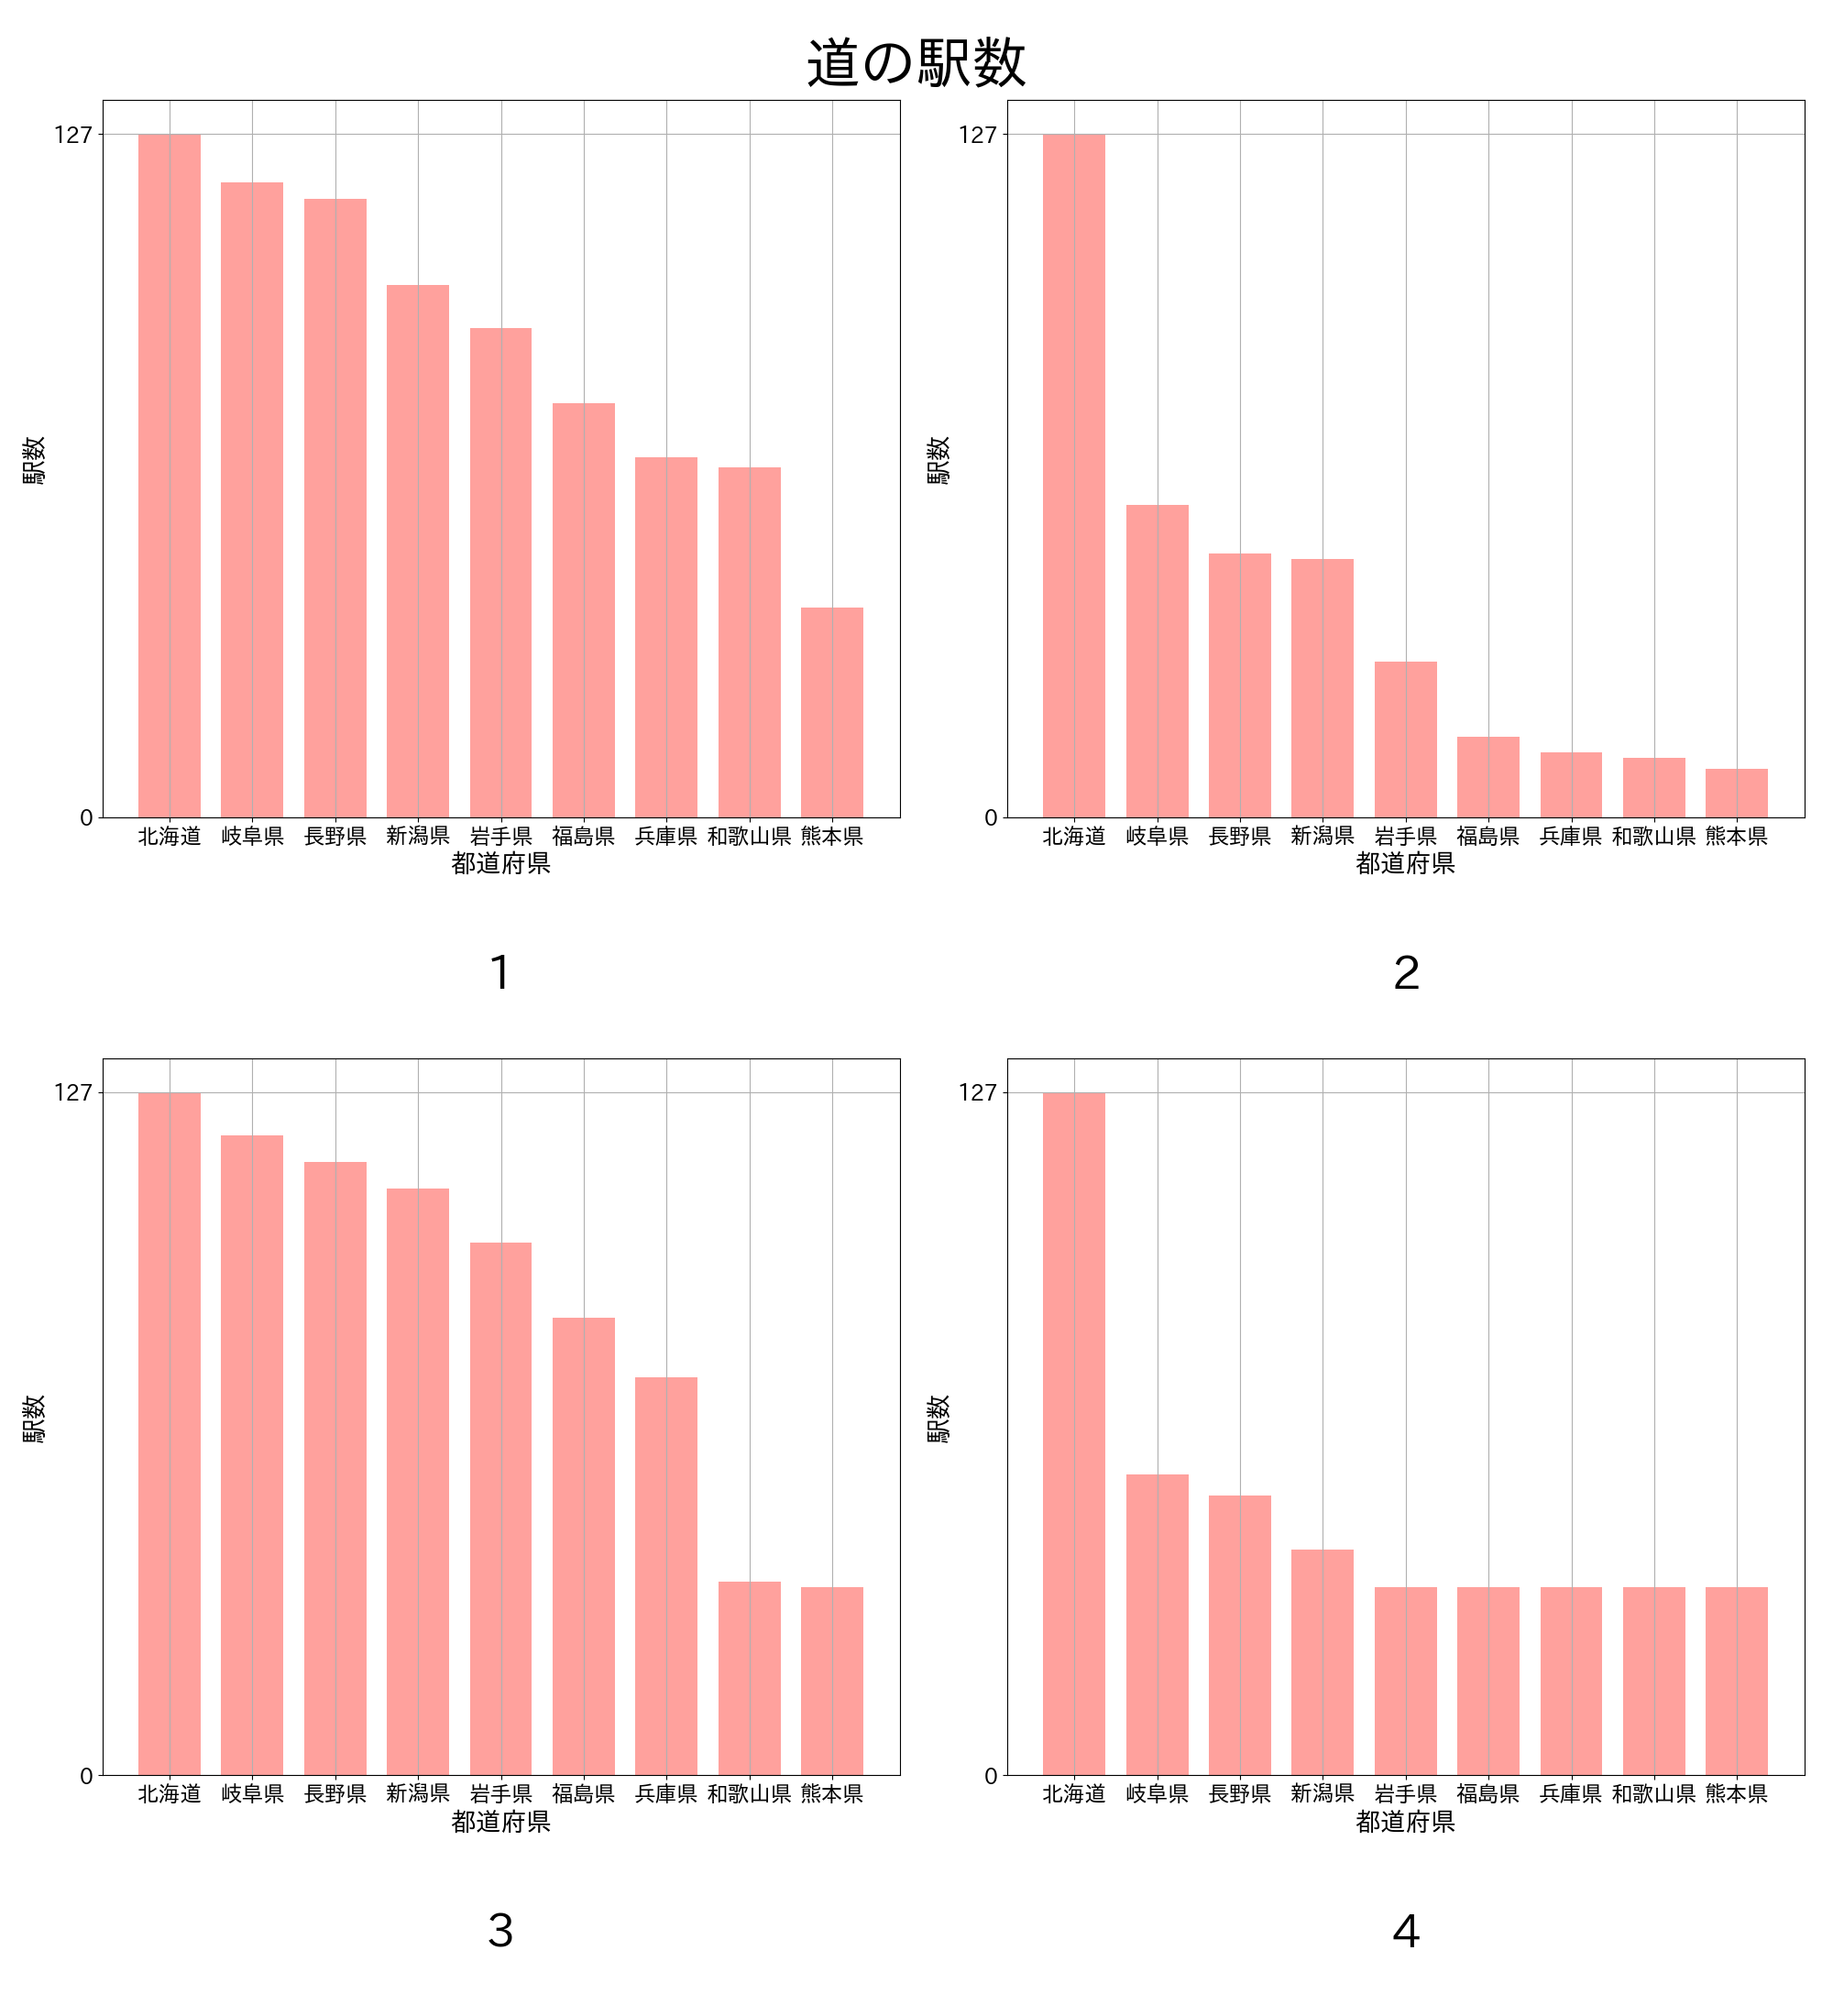 道の駅数
127
0
駅数
北海道 岐阜県 長野県 新潟県 岩手県 福島県 兵庫県 和歌山県 熊本県
都道府県
1
127
0
駅数
北海道 岐阜県 長野県 新潟県 岩手県 福島県 兵庫県 和歌山県 熊本県
都道府県
2
127
0
駅数
北海道 岐阜県 長野県 新潟県 岩手県 福島県 兵庫県 和歌山県 熊本県
都道府県
3
127
0
駅数
北海道 岐阜県 長野県 新潟県 岩手県 福島県 兵庫県 和歌山県 熊本県
都道府県
4